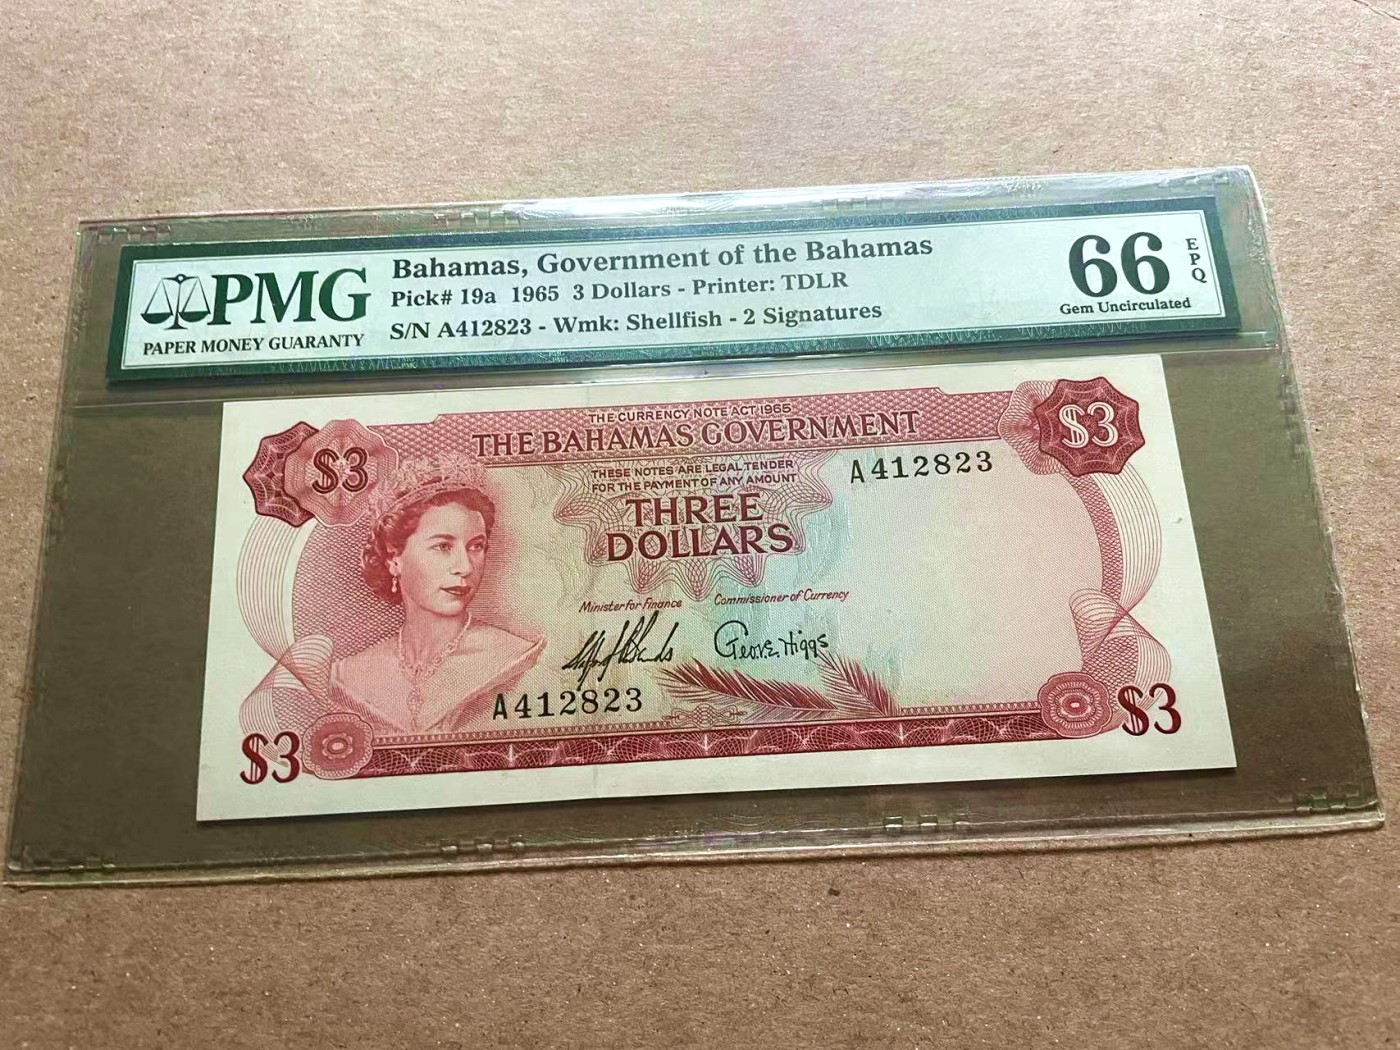 PMG
PAPER MONEY GUARANTY
Bahamas, Government of the Bahamas
Pick# 19a 1965 3 Dollars - Printer: TDLR
S/N A412823 - Wmk: Shellfish - 2 Signatures
66
EPQ
Gem Uncirculated
THE CURRENCY NOTE ACT 1965
THE BAHAMAS GOVERNMENT
$3
$3
THESE NOTES ARE LEGAL TENDER
FOR THE PAYMENT OF ANY AMOUNT
A412823
THREE
DOLLARS
Minister for Finance
Commissioner of Currency
Geo. Higgs
A412823
$3
$3